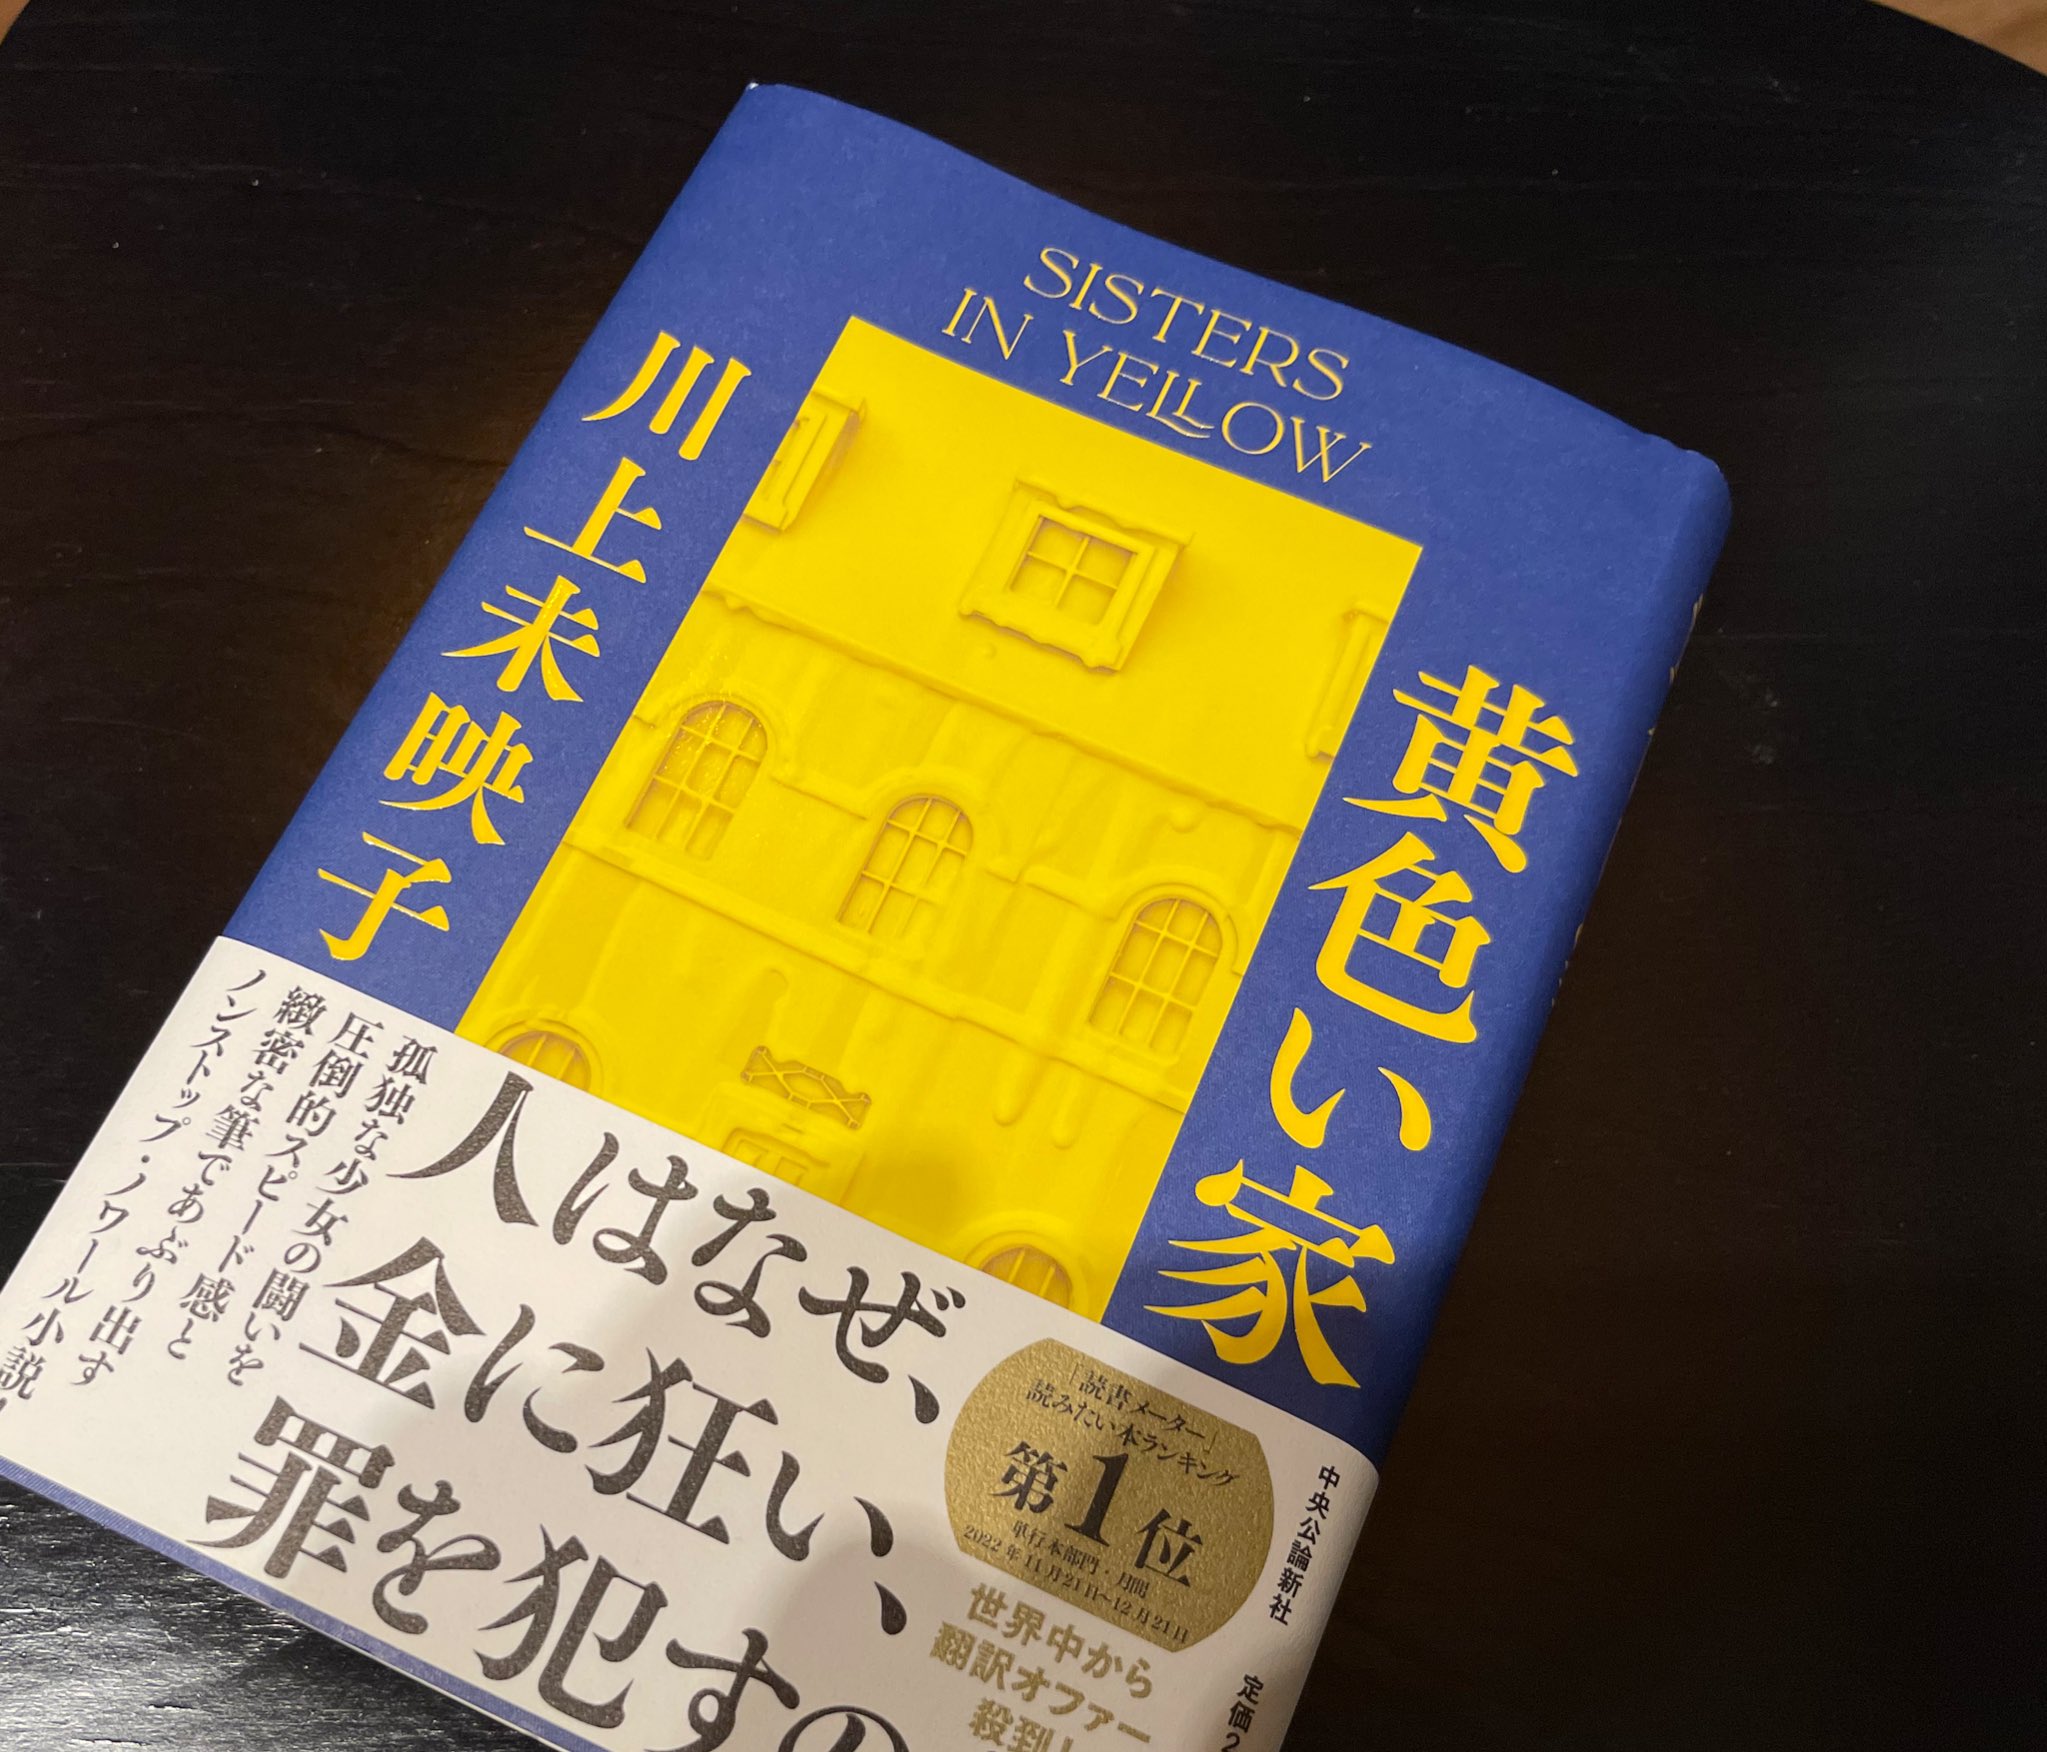 SISTERS
IN YELLOW
黄色い家
川上未映子
人はなぜ、
金に狂い、
罪を犯すの
孤独な少女の闘いを
圧倒的スピード感と
緻密な筆であぶり出す
ノンストップ・ノワール小説!
「読書メーター」
読みたい本ランキング
第1位
単行本部門・月間
2022年11月21日~12月21日
世界中から
翻訳オファー
殺到!
中央公論新社
定価2